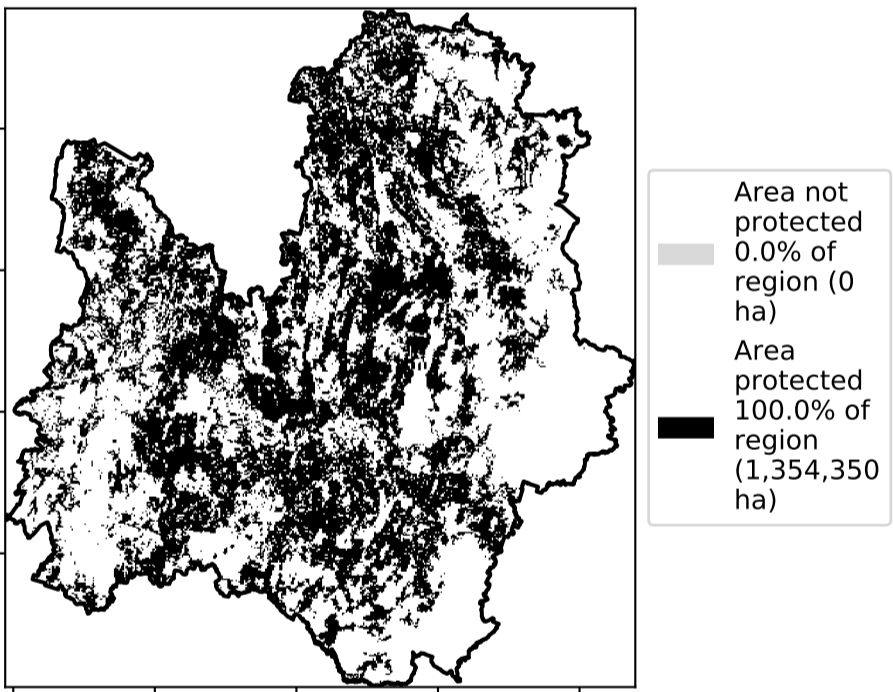 Area not
protected
0.0% of
region (0
ha)
Area
protected
100.0% of
region
(1,354,350
ha)